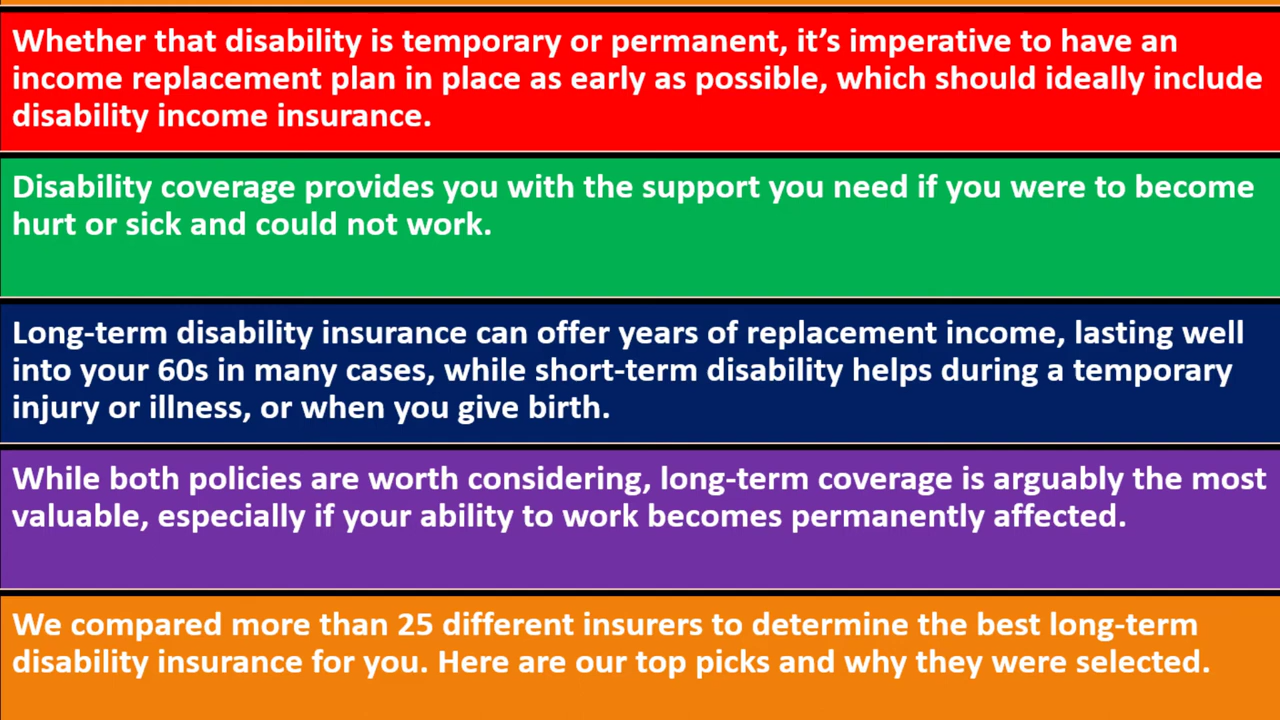 Whether that disability is temporary or permanent, it’s imperative to have an
income replacement plan in place as early as possible, which should ideally include
disability income insurance.
Disability coverage provides you with the support you need if you were to become
hurt or sick and could not work.
Long-term disability insurance can offer years of replacement income, lasting well
into your 60s in many cases, while short-term disability helps during a temporary
injury or illness, or when you give birth.
While both policies are worth considering, long-term coverage is arguably the most
valuable, especially if your ability to work becomes permanently affected.
We compared more than 25 different insurers to determine the best long-term
disability insurance for you. Here are our top picks and why they were selected.